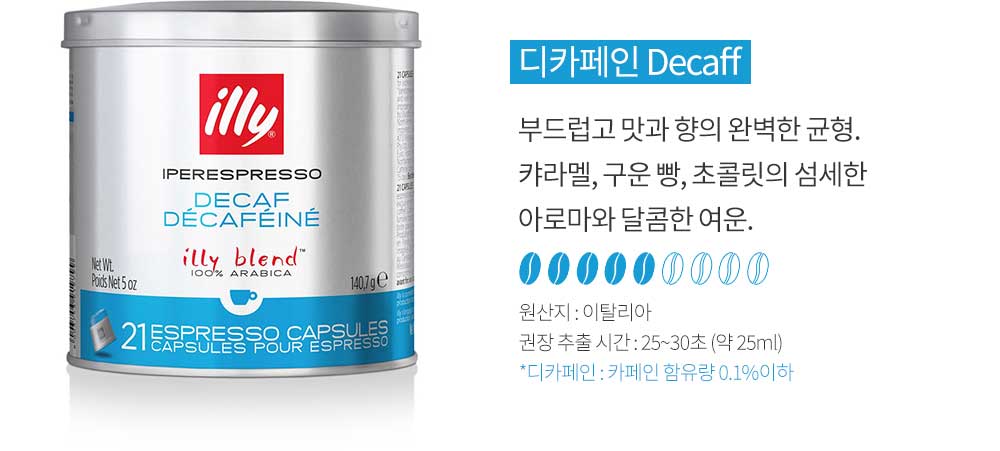 illy
IPERESPRESSO
DECAF
DÉCAFÉINÉ
illy blend™
100% ARABICA
Net Wt.
Poids Net 5 oz
140,7 g e
21 ESPRESSO CAPSULES
CAPSULES POUR ESPRESSO
디카페인 Decaff
부드럽고 맛과 향의 완벽한 균형.
캬라멜, 구운 빵, 초콜릿의 섬세한
아로마와 달콤한 여운.
원산지 : 이탈리아
권장 추출 시간 : 25~30초 (약 25ml)
*디카페인 : 카페인 함유량 0.1%이하